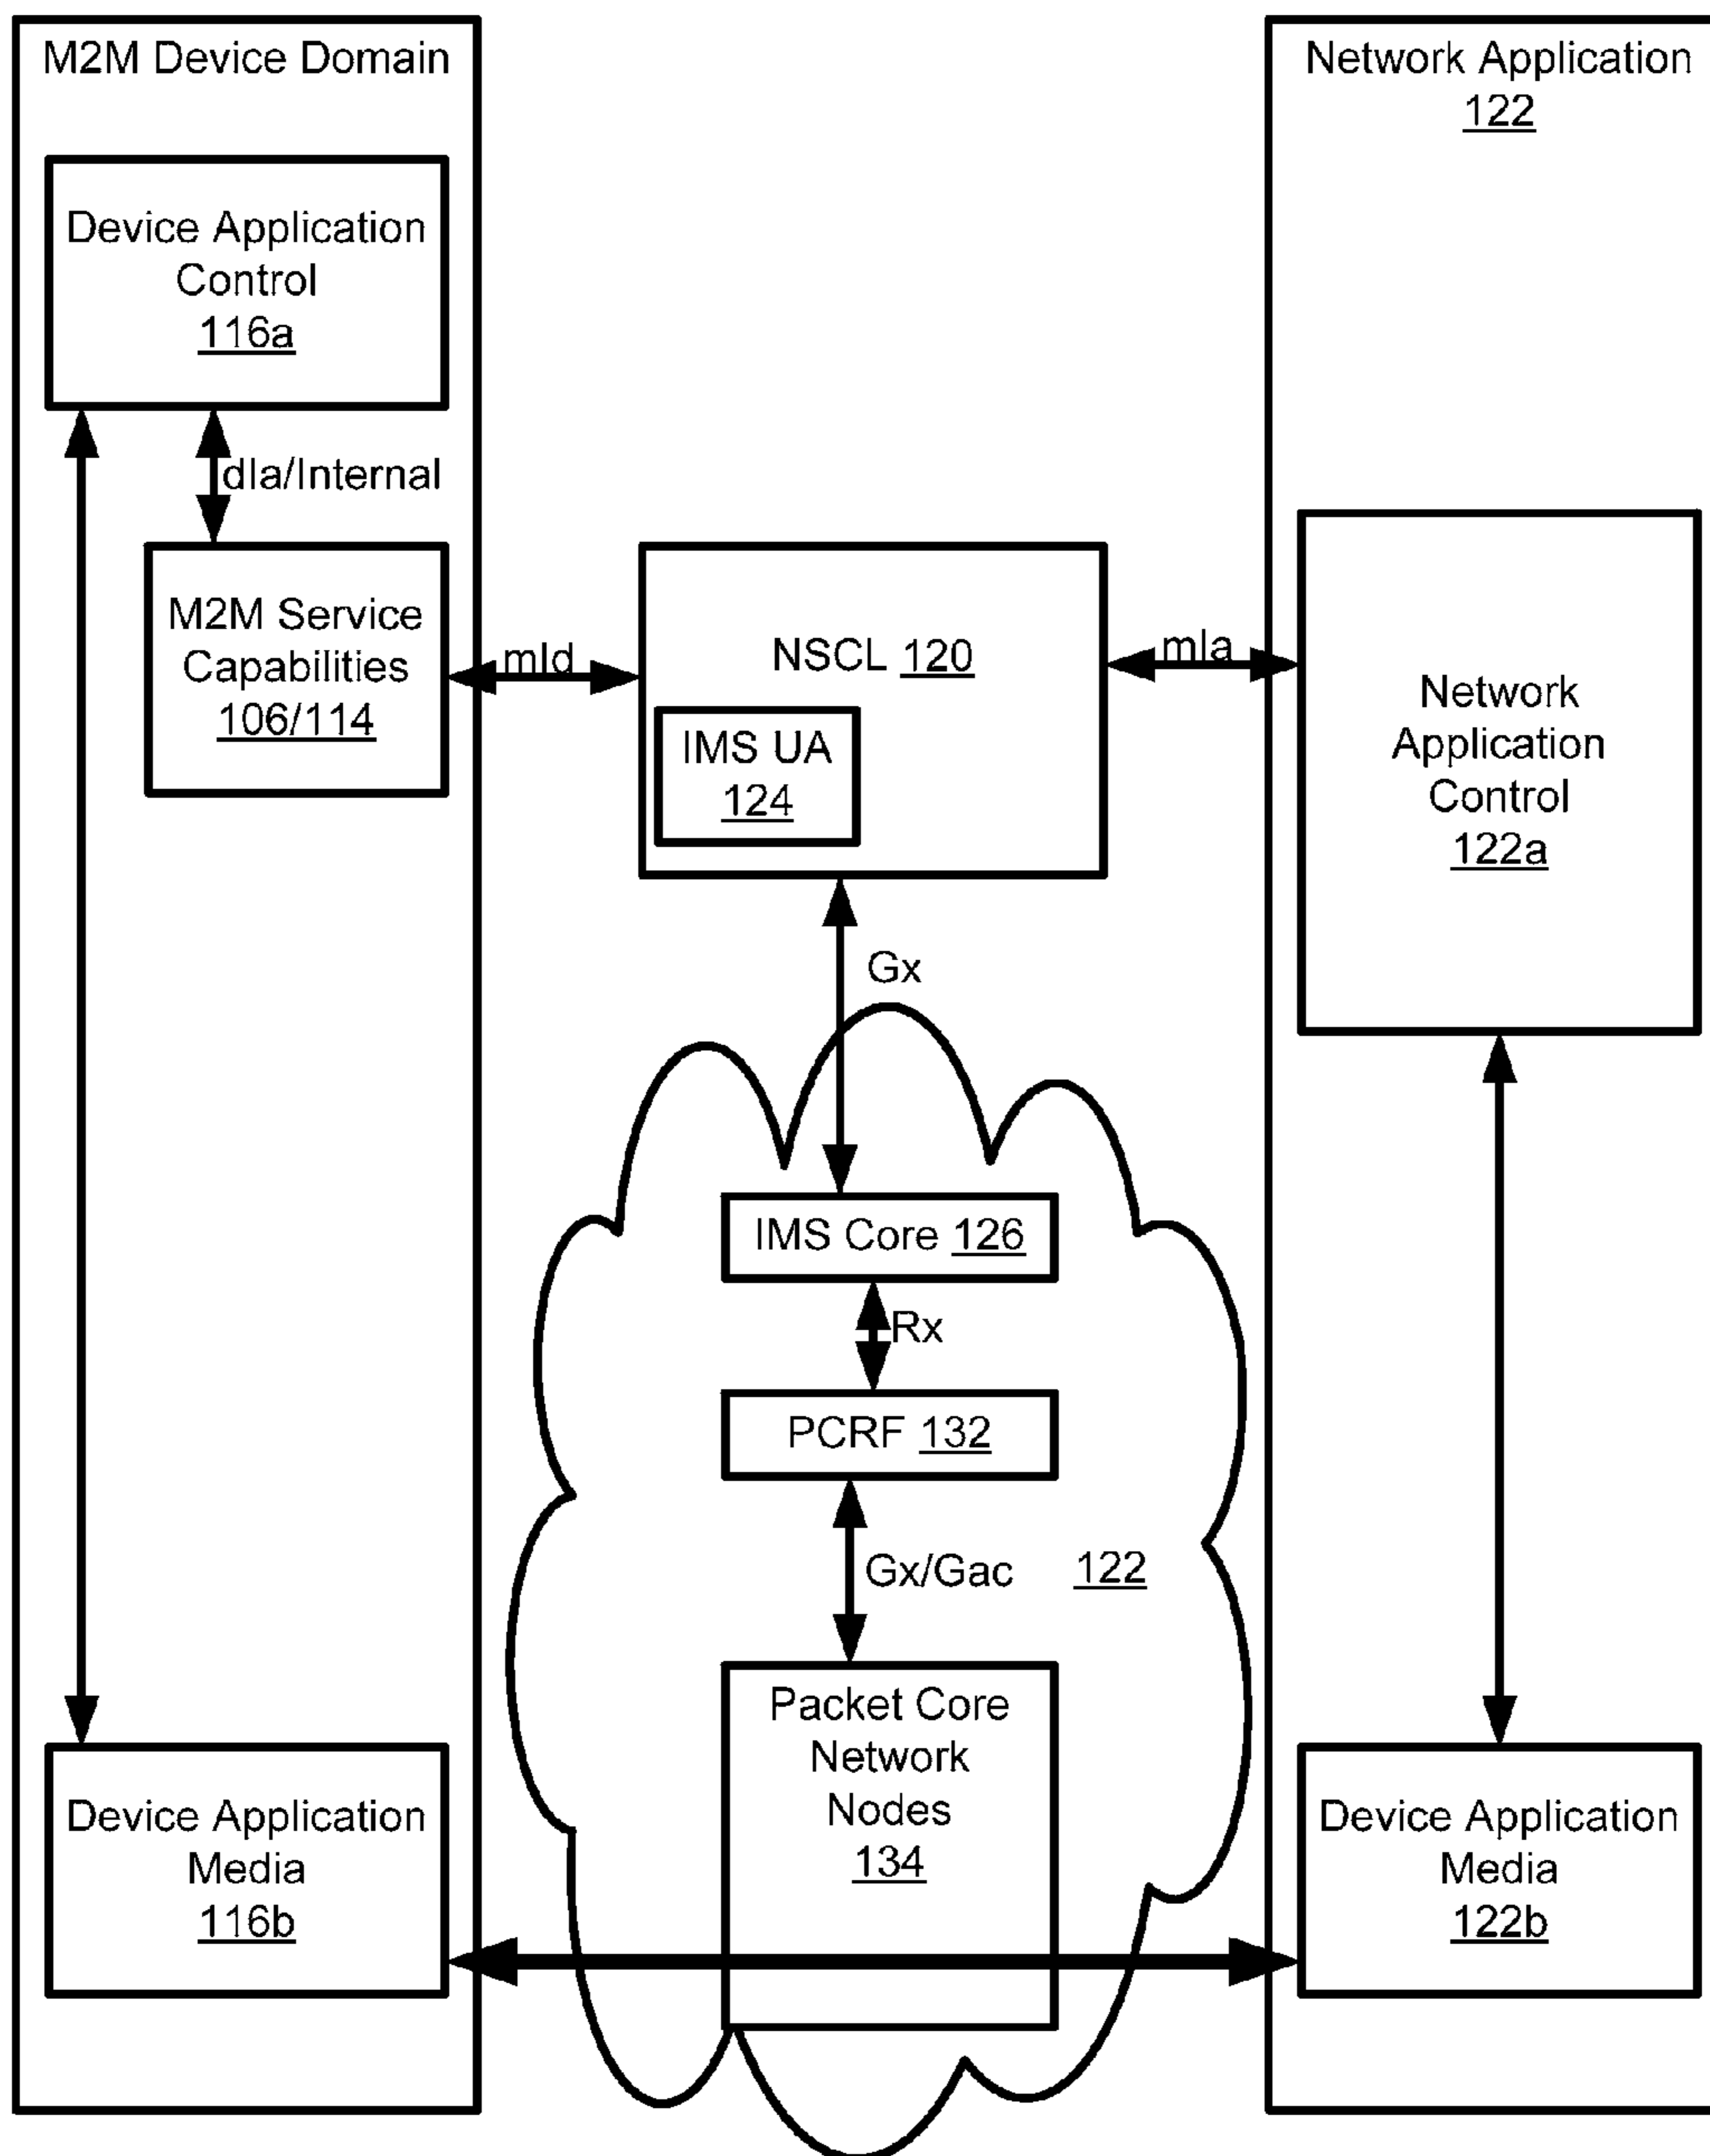 M2M Device Domain
Device Application
Control
116a
dIa/Internal
M2M Service
Capabilities
106/114
mId
NSCL 120
IMS UA
124
mIa
Network Application
122
Network
Application
Control
122a
Gx
IMS Core 126
Rx
PCRF 132
Gx/Gac
122
Packet Core
Network
Nodes
134
Device Application
Media
116b
Device Application
Media
122b